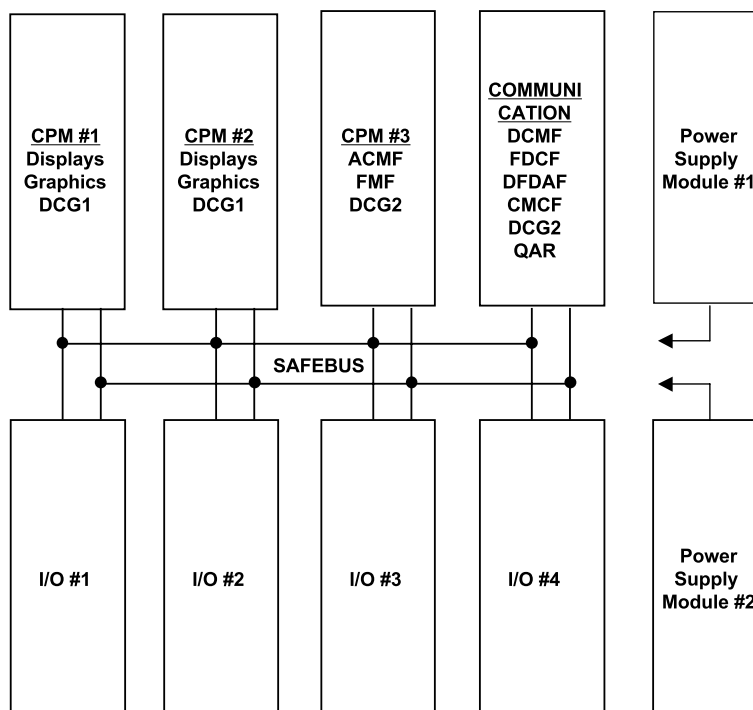 CPM #1
Displays
Graphics
DCG1
CPM #2
Displays
Graphics
DCG1
CPM #3
ACMF
FMF
DCG2
COMMUNI
CATION
DCMF
FDCF
DFDAF
CMCF
DCG2
QAR
Power
Supply
Module #1
SAFEBUS
I/O #1
I/O #2
I/O #3
I/O #4
Power
Supply
Module #2